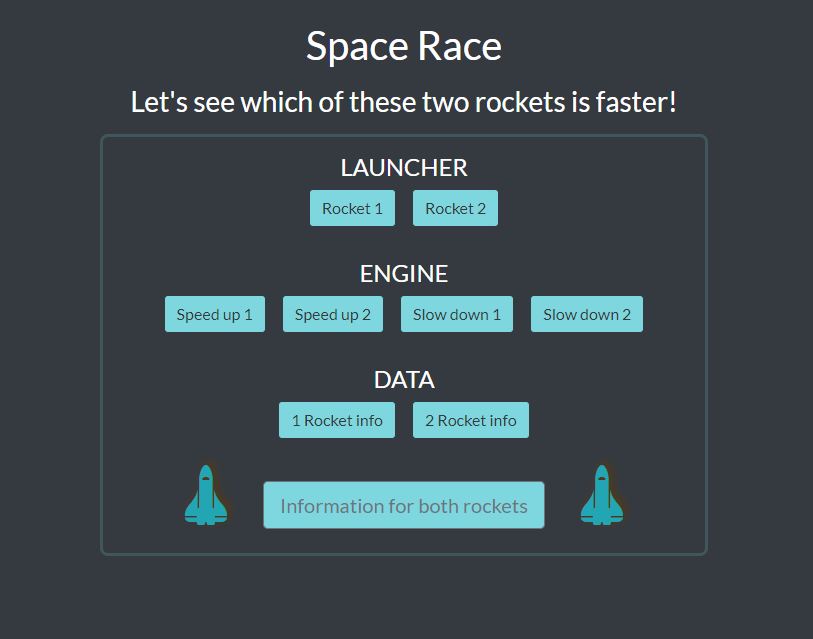 Space Race
Let's see which of these two rockets is faster!
LAUNCHER
Rocket 1 Rocket 2
ENGINE
Speed up 1 Speed up 2 Slow down 1 Slow down 2
DATA
1 Rocket info 2 Rocket info
Information for both rockets